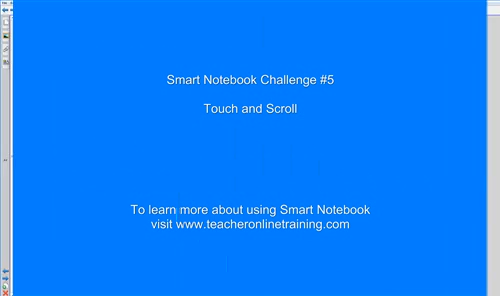 Smart Notebook Challenge #5
Touch and Scroll
To learn more about using Smart Notebook
visit www.teacheronlinetraining.com